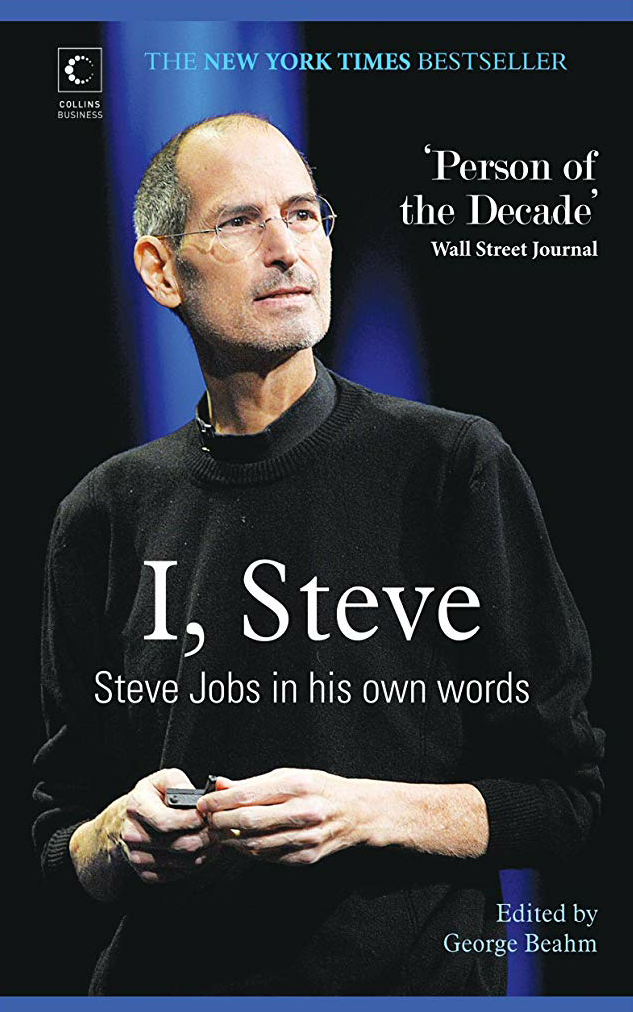 COLLINS
BUSINESS
THE NEW YORK TIMES BESTSELLER
‘Person of
the Decade’
Wall Street Journal
I, Steve
Steve Jobs in his own words
Edited by
George Beahm